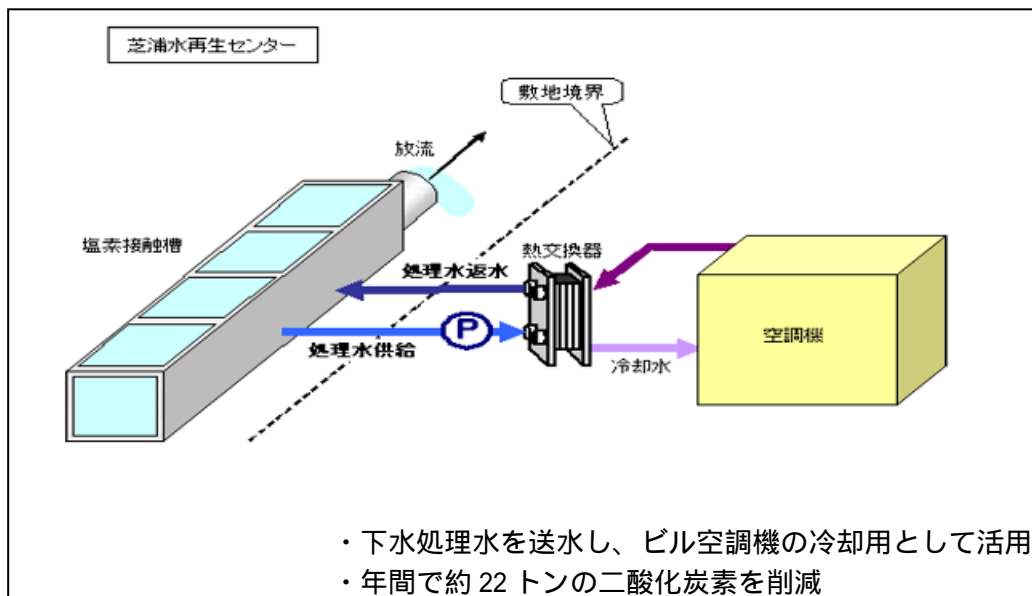 芝浦水再生センター
敷地境界
放流
塩素接触槽
熱交換器
処理水返水
P
処理水供給
冷却水
空調機
・下水処理水を送水し、ビル空調機の冷却用として活用
・年間で約 22 トンの二酸化炭素を削減